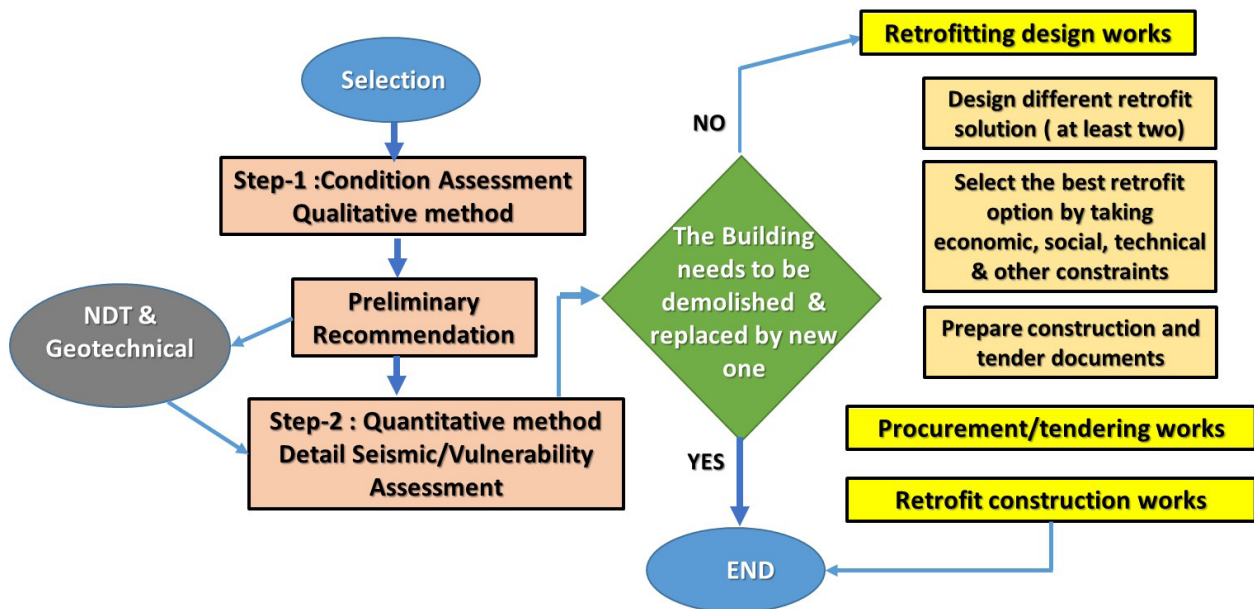 Selection
Step-1 :Condition Assessment
Qualitative method
Preliminary
Recommendation
NDT &
Geotechnical
Step-2 : Quantitative method
Detail Seismic/Vulnerability
Assessment
The Building
needs to be
demolished &
replaced by new
one
NO
YES
Retrofitting design works
Design different retrofit
solution ( at least two)
Select the best retrofit
option by taking
economic, social, technical
& other constraints
Prepare construction and
tender documents
Procurement/tendering works
Retrofit construction works
END